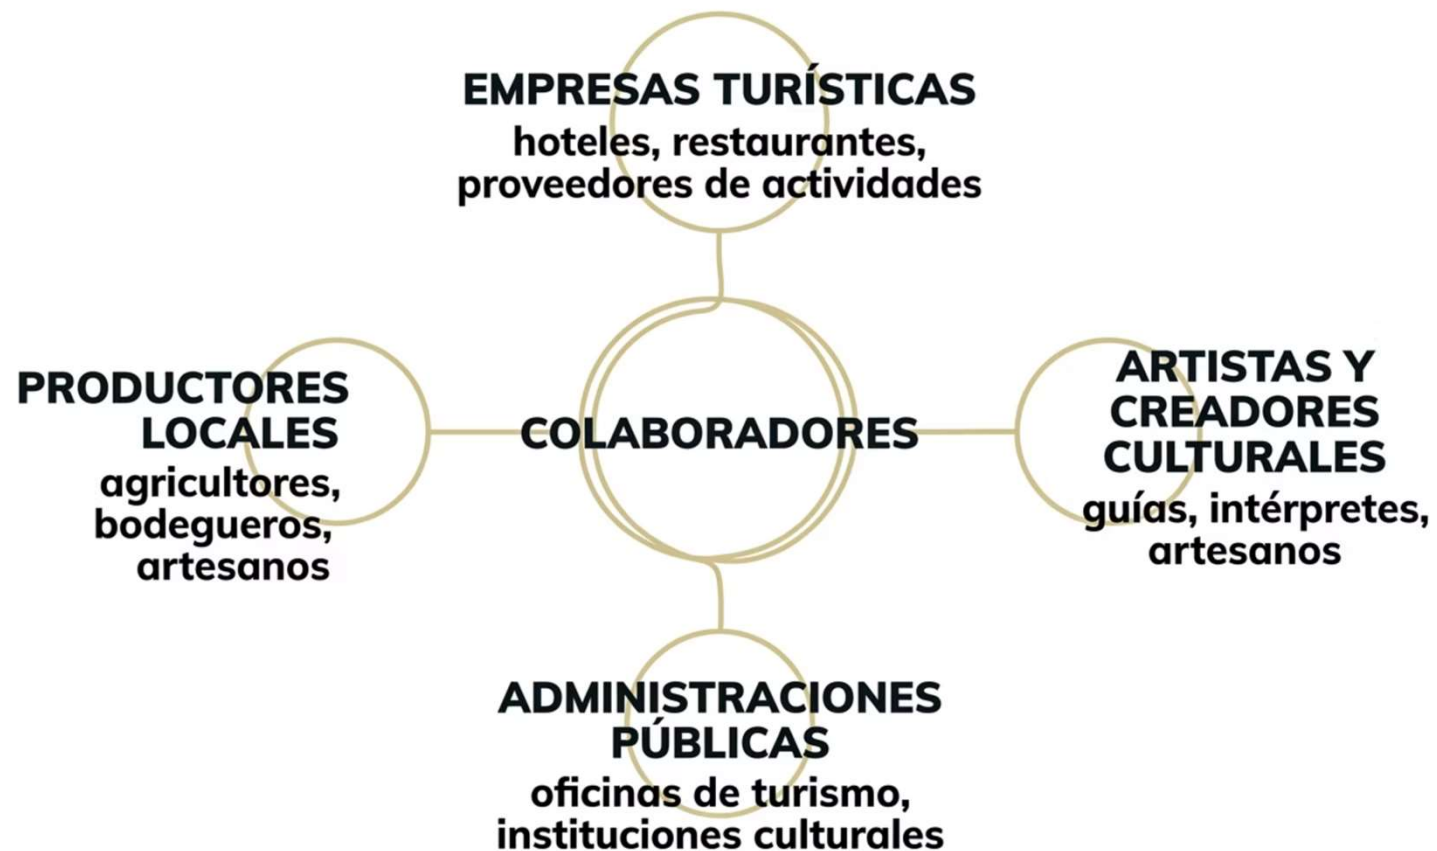 EMPRESAS TURÍSTICAS
hoteles, restaurantes,
proveedores de actividades
PRODUCTORES
LOCALES
agricultores,
bodegueros,
artesanos
COLABORADORES
ARTISTAS Y
CREADORES
CULTURALES
guías, intérpretes,
artesanos
ADMINISTRACIONES
PÚBLICAS
oficinas de turismo,
instituciones culturales